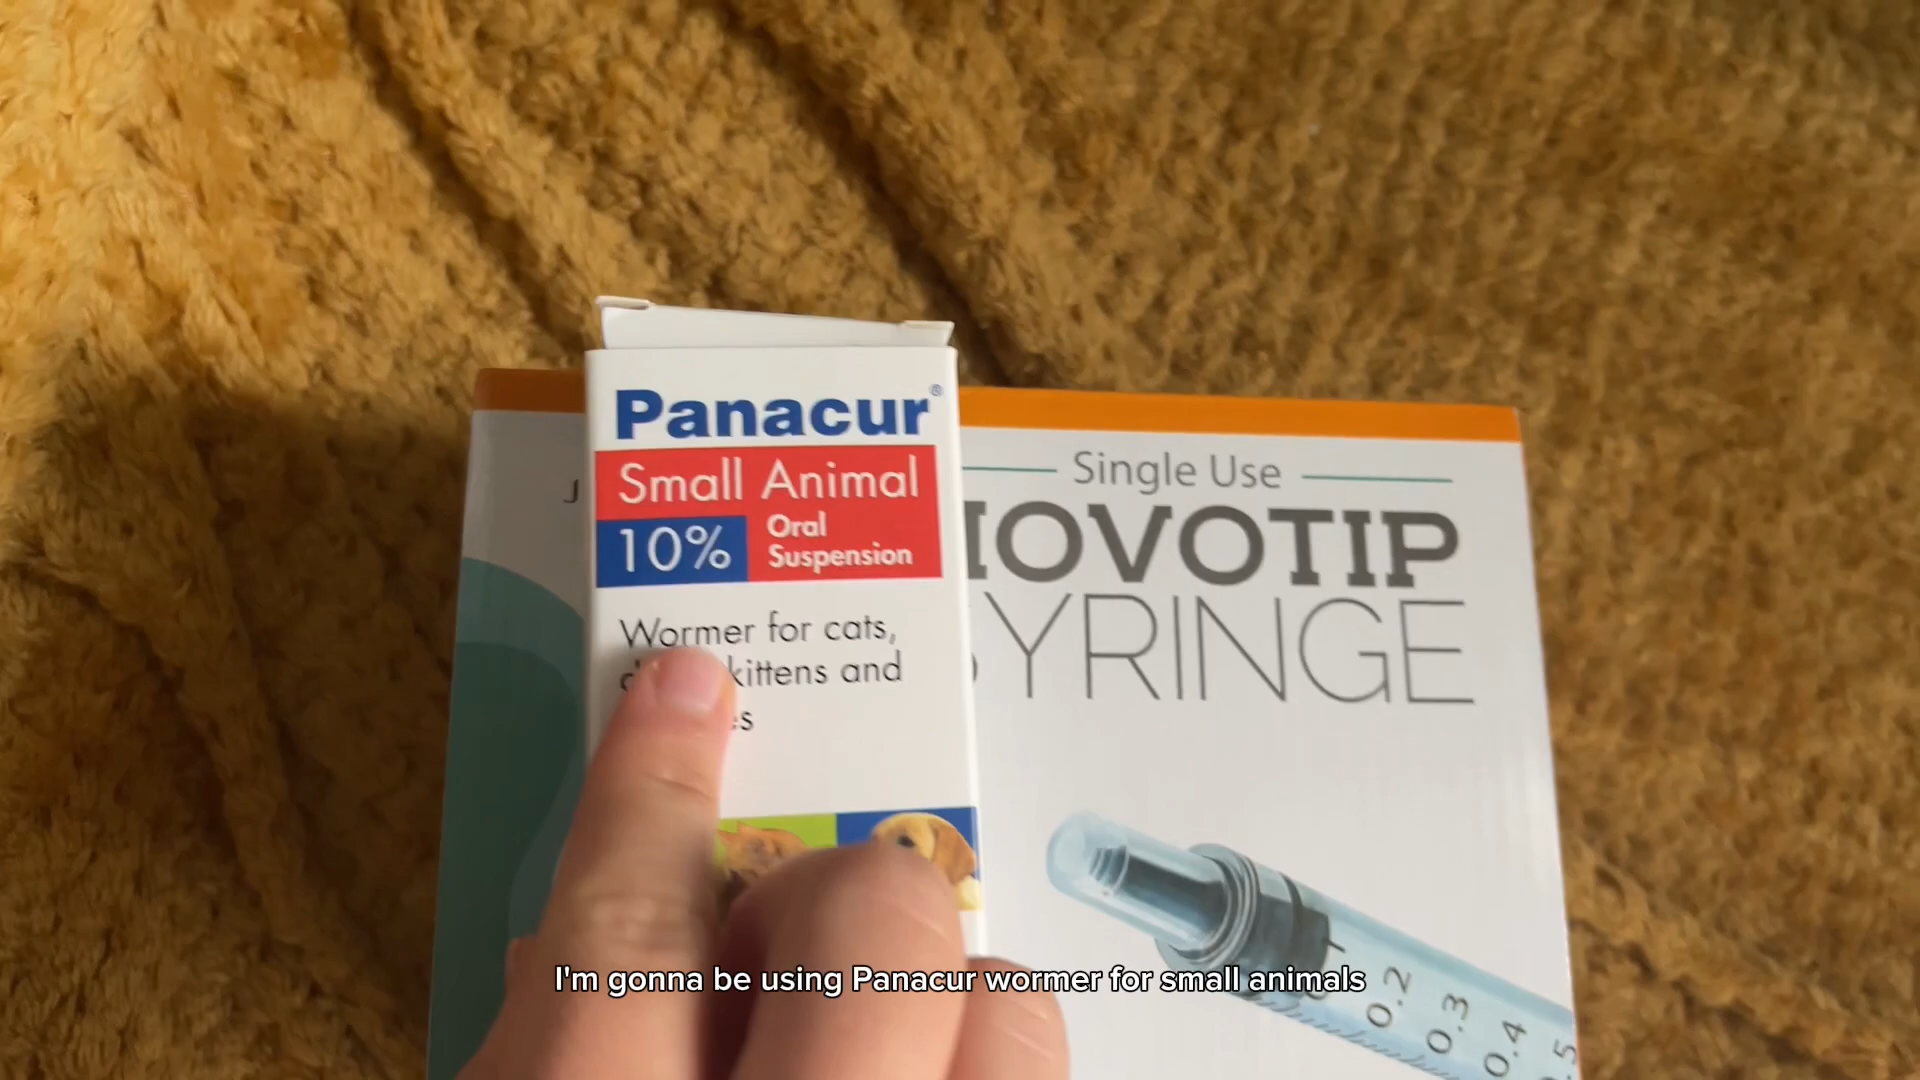 Panacur®
Small Animal
10%
Oral
Suspension
Wormer for cats,
kittens and
J
Single Use
OVOTIP
YRINGE
0.2
0.3
0.4
I'm gonna be using Panacur wormer for small animals